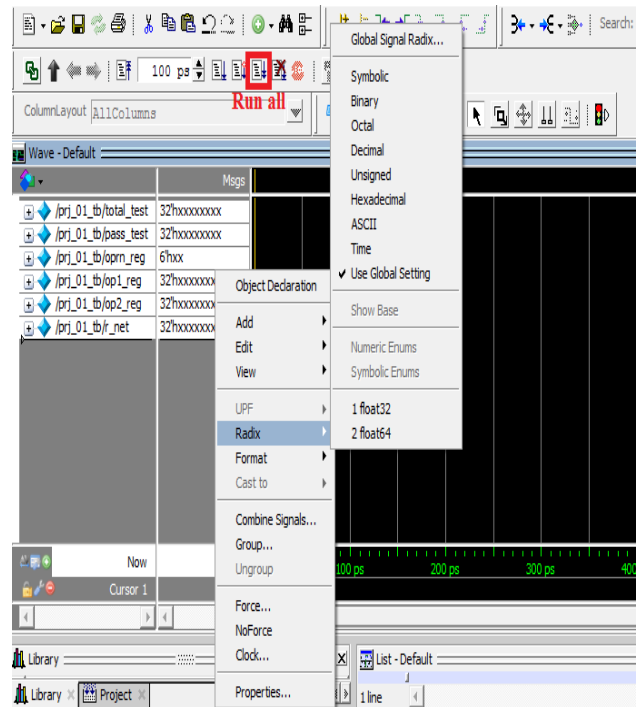 Search:
100 ps
Run all
ColumnLayout AllColumns
Wave - Default
Msgs
/prj_01_tb/total_test 32'hxxxxxxxx
/prj_01_tb/pass_test 32'hxxxxxxxx
/prj_01_tb/oprn_reg 6'hxx
/prj_01_tb/op1_reg 32'hxxxxxxxx
/prj_01_tb/op2_reg 32'hxxxxxxx
/prj_01_tb/r_net 32'hxxxxxxx
Object Declaration
Add
Edit
View
UPF
Radix
Format
Cast to
Combine Signals...
Group...
Ungroup
Force...
NoForce
Clock...
Properties...
Global Signal Radix...
Symbolic
Binary
Octal
Decimal
Unsigned
Hexadecimal
ASCII
Time
Use Global Setting
Show Base
Numeric Enums
Symbolic Enums
1 float32
2 float64
Now
Cursor 1
100 ps 200 ps 300 ps 400
Library
Library Project
List - Default
1 line